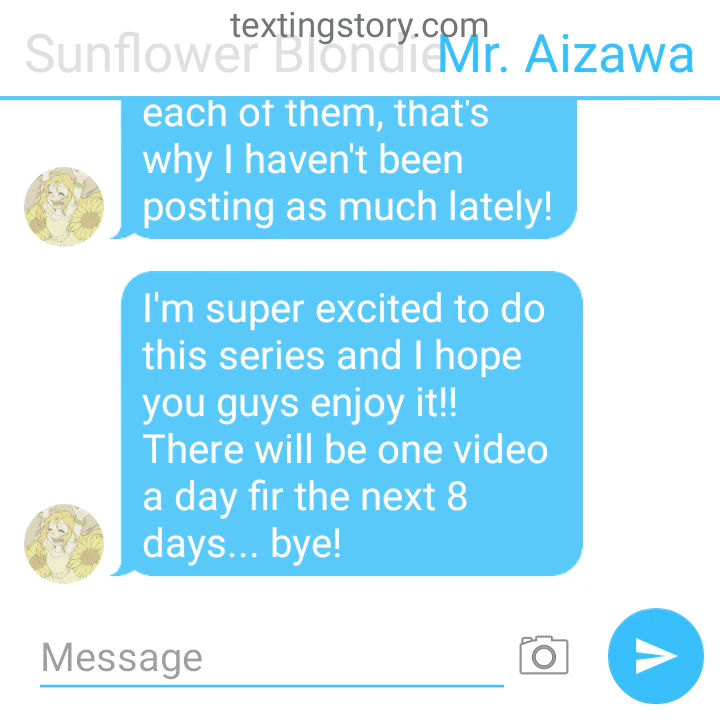 textingstory.com
Sunflower Blondie Mr. Aizawa
each of them, that's
why I haven't been
posting as much lately!
I'm super excited to do
this series and I hope
you guys enjoy it!!
There will be one video
a day fir the next 8
days... bye!
Message